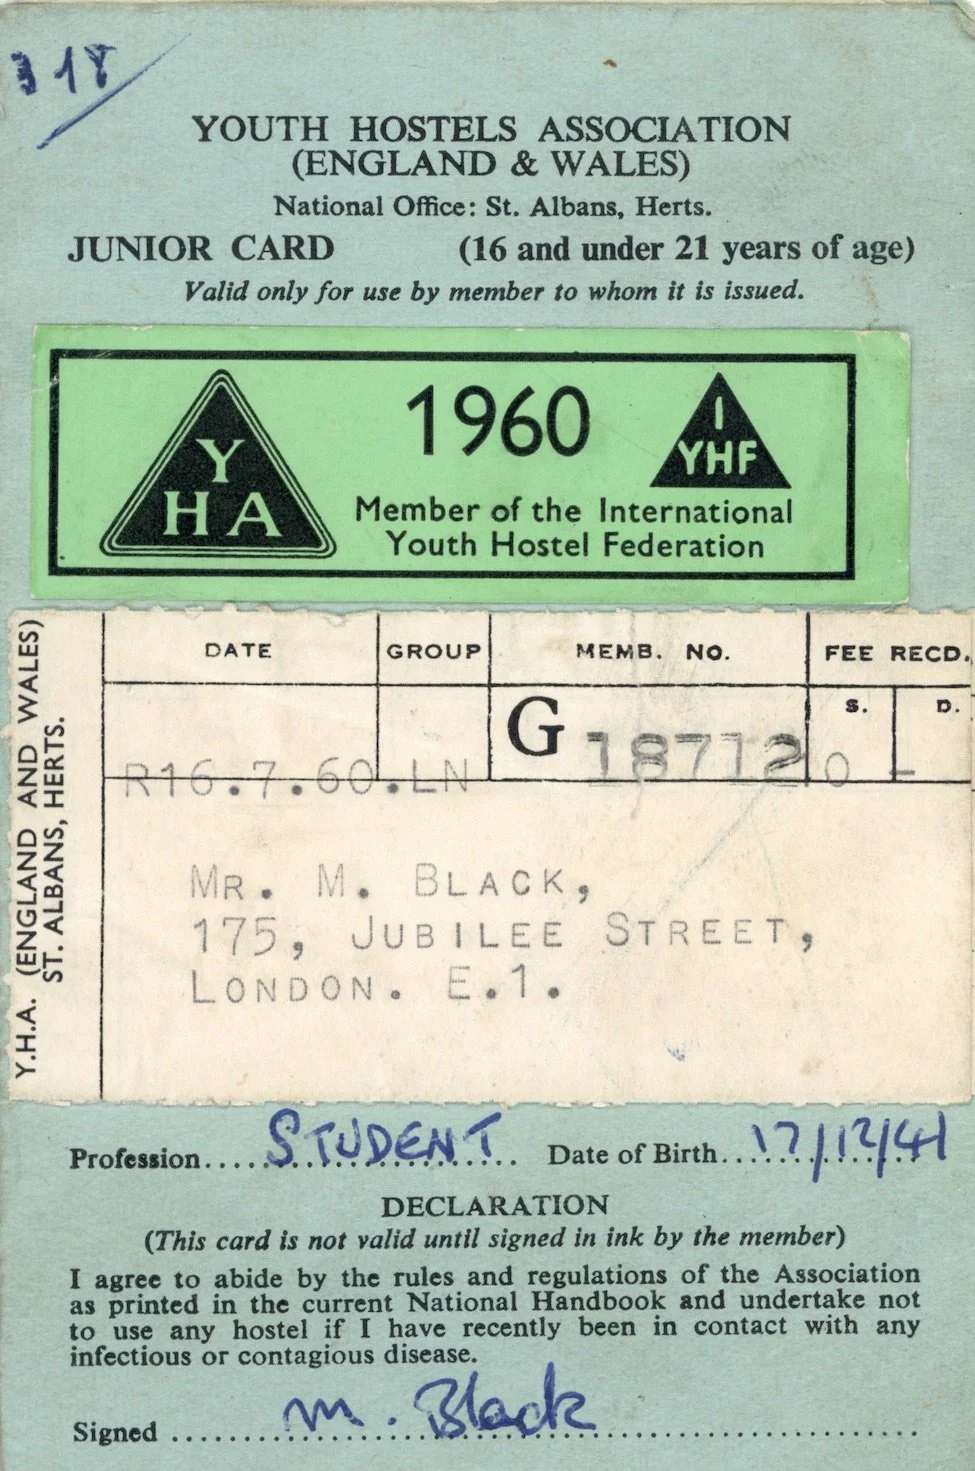 118
YOUTH HOSTELS ASSOCIATION
(ENGLAND & WALES)
National Office: St. Albans, Herts.
JUNIOR CARD (16 and under 21 years of age)
Valid only for use by member to whom it is issued.
Y
HA
1960
I
YHF
Member of the International
Youth Hostel Federation
Y.H.A. (ENGLAND AND WALES)
ST. ALBANS, HERTS.
DATE GROUP MEMB. NO. FEE RECD.
S. D.
G 187120 -
R16.7.60.LN
MR. M. BLACK,
175, JUBILEE STREET,
LONDON. E.1.
Profession..... STUDENT Date of Birth... 17/12/41
DECLARATION
(This card is not valid until signed in ink by the member)
I agree to abide by the rules and regulations of the Association
as printed in the current National Handbook and undertake not
to use any hostel if I have recently been in contact with any
infectious or contagious disease.
Signed ..... M. Black